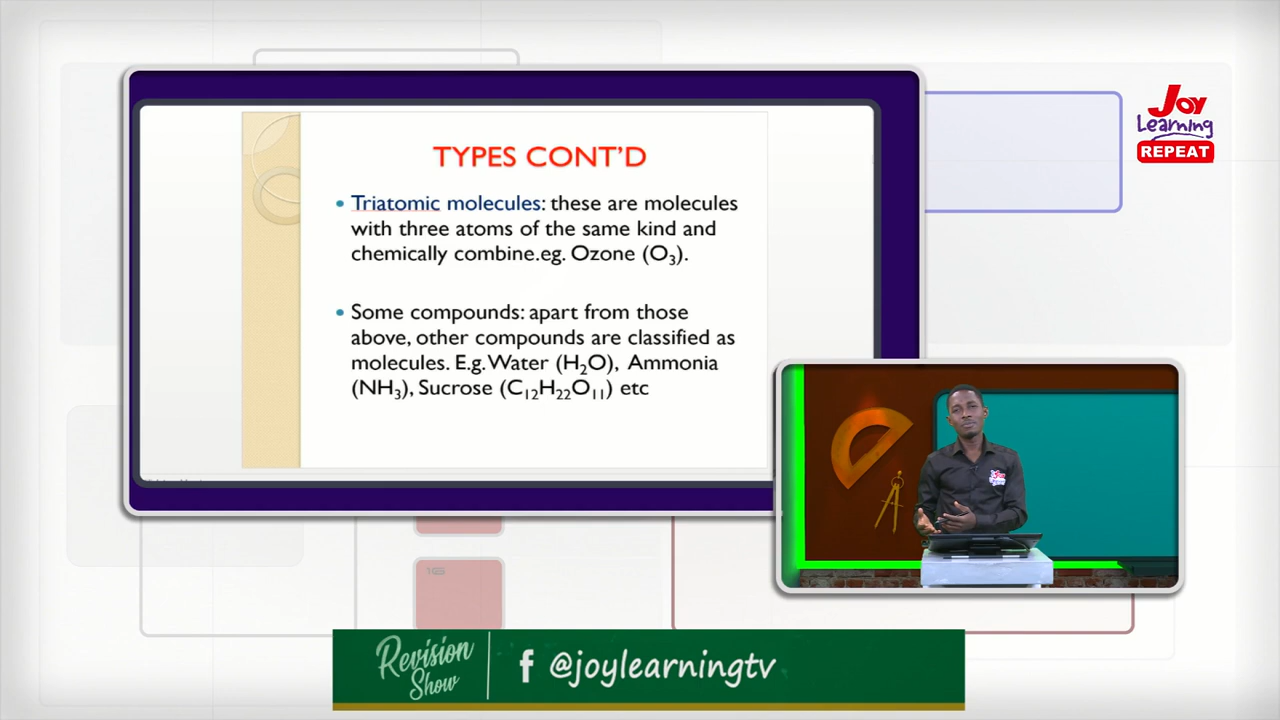 TYPES CONT'D
• Triatomic molecules: these are molecules
with three atoms of the same kind and
chemically combine.eg. Ozone (O₃).
• Some compounds: apart from those
above, other compounds are classified as
molecules. E.g. Water (H₂O), Ammonia
(NH₃), Sucrose (C₁₂H₂₂O₁₁) etc
Joy
Learning
REPEAT
Revision
Show
f @joylearningtv